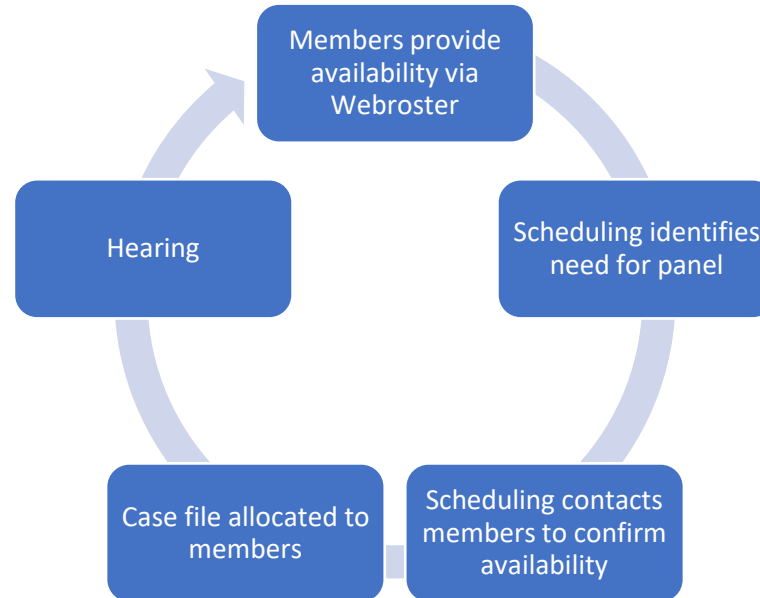 Members provide
availability via
Webroster
Scheduling identifies
need for panel
Scheduling contacts
members to confirm
availability
Case file allocated to
members
Hearing